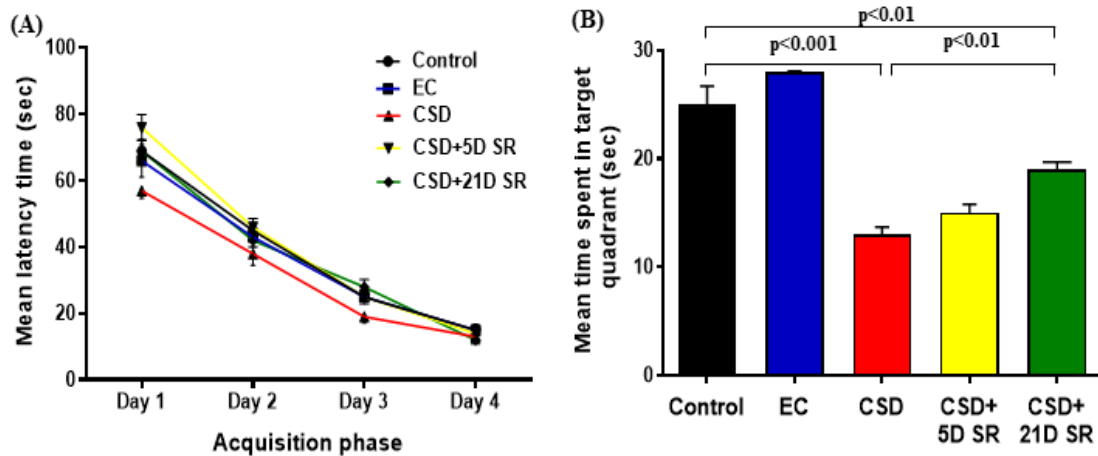 (A)
Mean latency time (sec)
100
80
60
40
20
0
Day 1 Day 2 Day 3 Day 4
Acquisition phase
Control
EC
CSD
CSD+5D SR
CSD+21D SR
(B)
Mean time spent in target
quadrant (sec)
30
20
10
0
p<0.01
p<0.001 p<0.01
Control EC CSD CSD+ CSD+
5D SR 21D SR